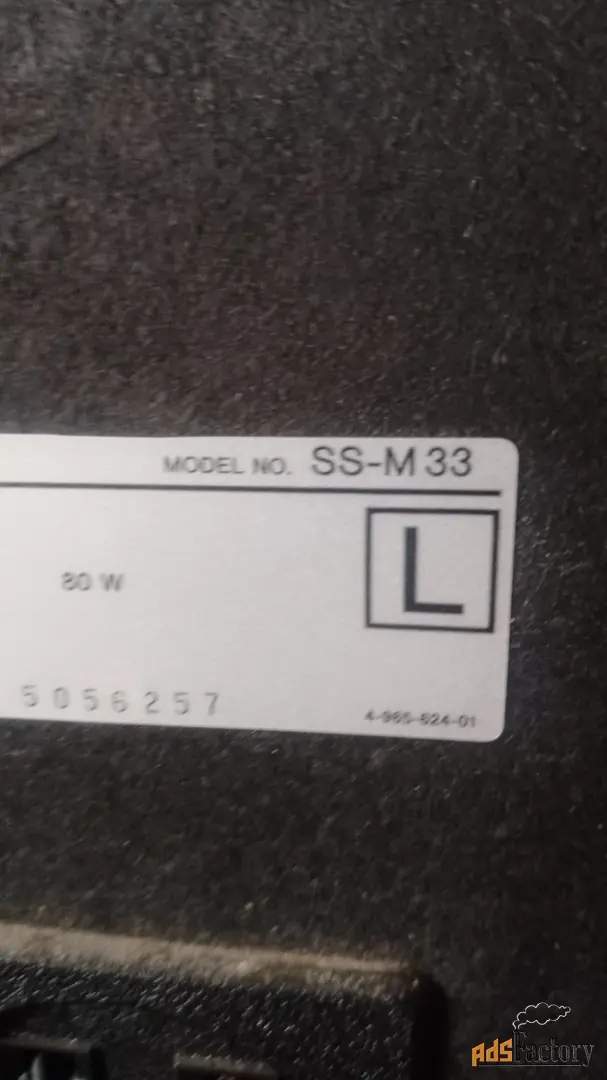 MODEL NO. SS-M33
L
80 W
5056257
4-965-624-01
AdsFactory